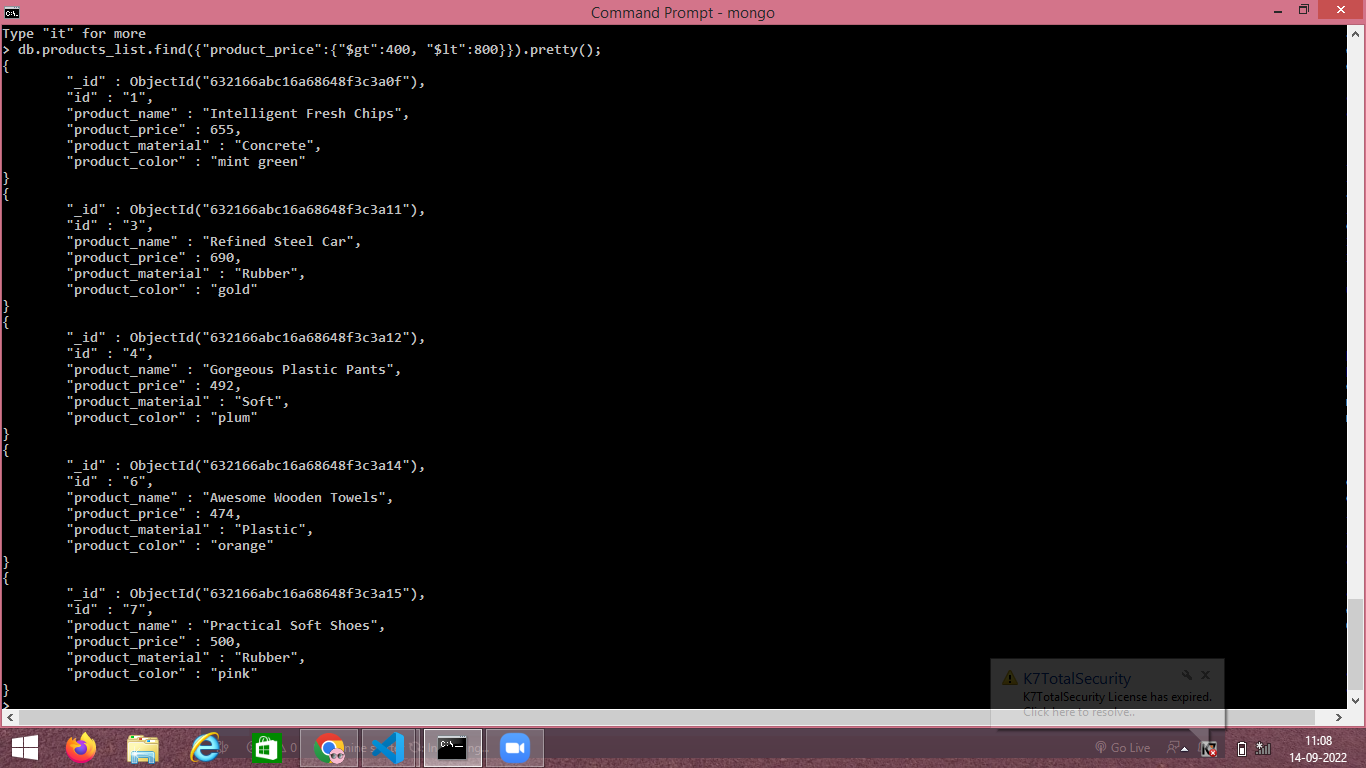 Command Prompt - mongo
Type "it" for more
> db.products_list.find({"product_price":{"$gt":400, "$lt":800}}).pretty();
{
"_id" : ObjectId("632166abc16a68648f3c3a0f"),
"id" : "1",
"product_name" : "Intelligent Fresh Chips",
"product_price" : 655,
"product_material" : "Concrete",
"product_color" : "mint green"
}
{
"_id" : ObjectId("632166abc16a68648f3c3a11"),
"id" : "3",
"product_name" : "Refined Steel Car",
"product_price" : 690,
"product_material" : "Rubber",
"product_color" : "gold"
}
{
"_id" : ObjectId("632166abc16a68648f3c3a12"),
"id" : "4",
"product_name" : "Gorgeous Plastic Pants",
"product_price" : 492,
"product_material" : "Soft",
"product_color" : "plum"
}
{
"_id" : ObjectId("632166abc16a68648f3c3a14"),
"id" : "6",
"product_name" : "Awesome Wooden Towels",
"product_price" : 474,
"product_material" : "Plastic",
"product_color" : "orange"
}
{
"_id" : ObjectId("632166abc16a68648f3c3a15"),
"id" : "7",
"product_name" : "Practical Soft Shoes",
"product_price" : 500,
"product_material" : "Rubber",
"product_color" : "pink"
}
>
K7TotalSecurity
K7TotalSecurity License has expired.
Click here to resolve..
C:\.
Go Live
11:08
14-09-2022